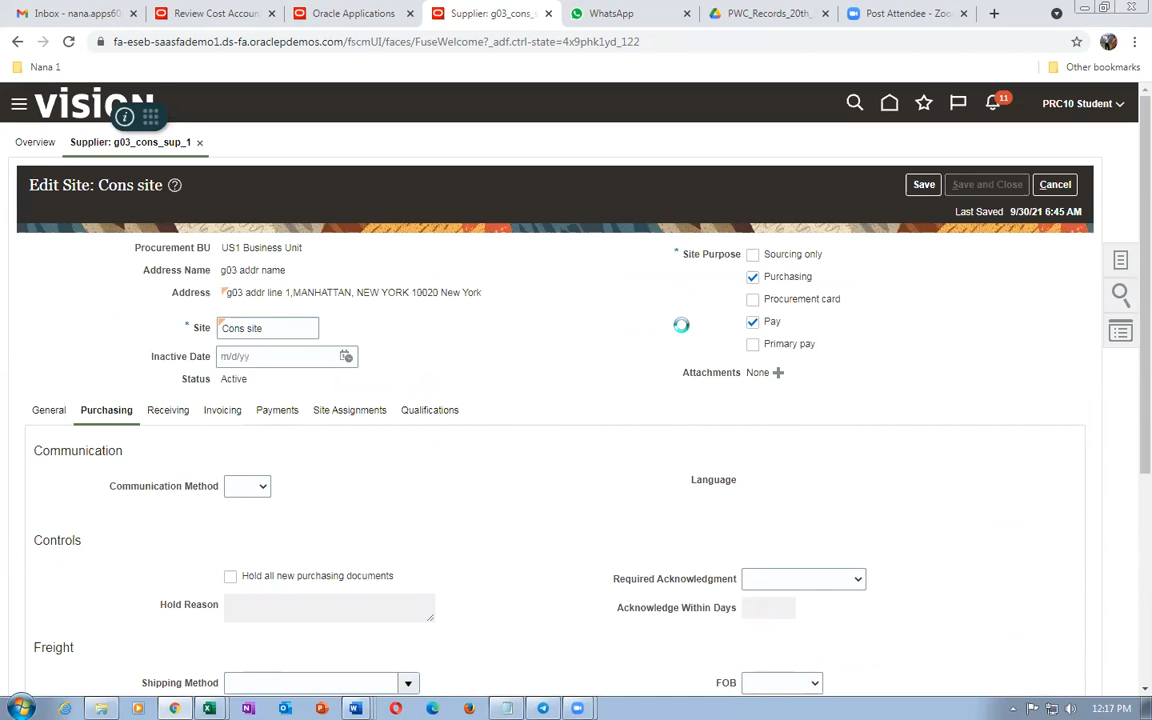 Inbox - nana.apps60
Review Cost Accoun
Oracle Applications
Supplier: g03_cons_s
WhatsApp
PWC_Records_20th_
Post Attendee - Zoo
fa-eseb-saasfademo1.ds-fa.oraclepdemos.com/fscmUI/faces/FuseWelcome?_adf.ctrl-state=4x9phk1yd_122
Nana 1
Other bookmarks
vision
11
PRC10 Student
Overview
Supplier: g03_cons_sup_1
Edit Site: Cons site
Save
Save and Close
Cancel
Last Saved 9/30/21 6:45 AM
Procurement BU US1 Business Unit
Address Name g03 addr name
Address g03 addr line 1,MANHATTAN, NEW YORK 10020 New York
* Site Cons site
Inactive Date m/d/yy
Status Active
* Site Purpose Sourcing only
Purchasing
Procurement card
Pay
Primary pay
Attachments None
General Purchasing Receiving Invoicing Payments Site Assignments Qualifications
Communication
Communication Method
Language
Controls
Hold all new purchasing documents
Required Acknowledgment
Hold Reason
Acknowledge Within Days
Freight
Shipping Method
FOB
12:17 PM